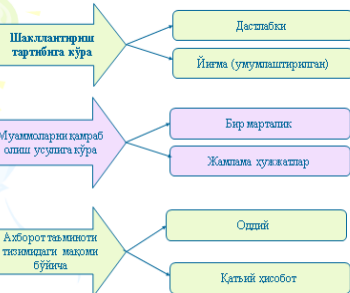 Шакллантириш
тартибига кўра
Дастлабки
Йиғма (умумлаштирилган)
Муаммоларни қамраб
олиш усулига кўра
Бир марталик
Жамлама ҳужжатлар
Ахборот таъминоти
тизимидаги мақоми
бўйича
Оддий
Қатъий ҳисобот